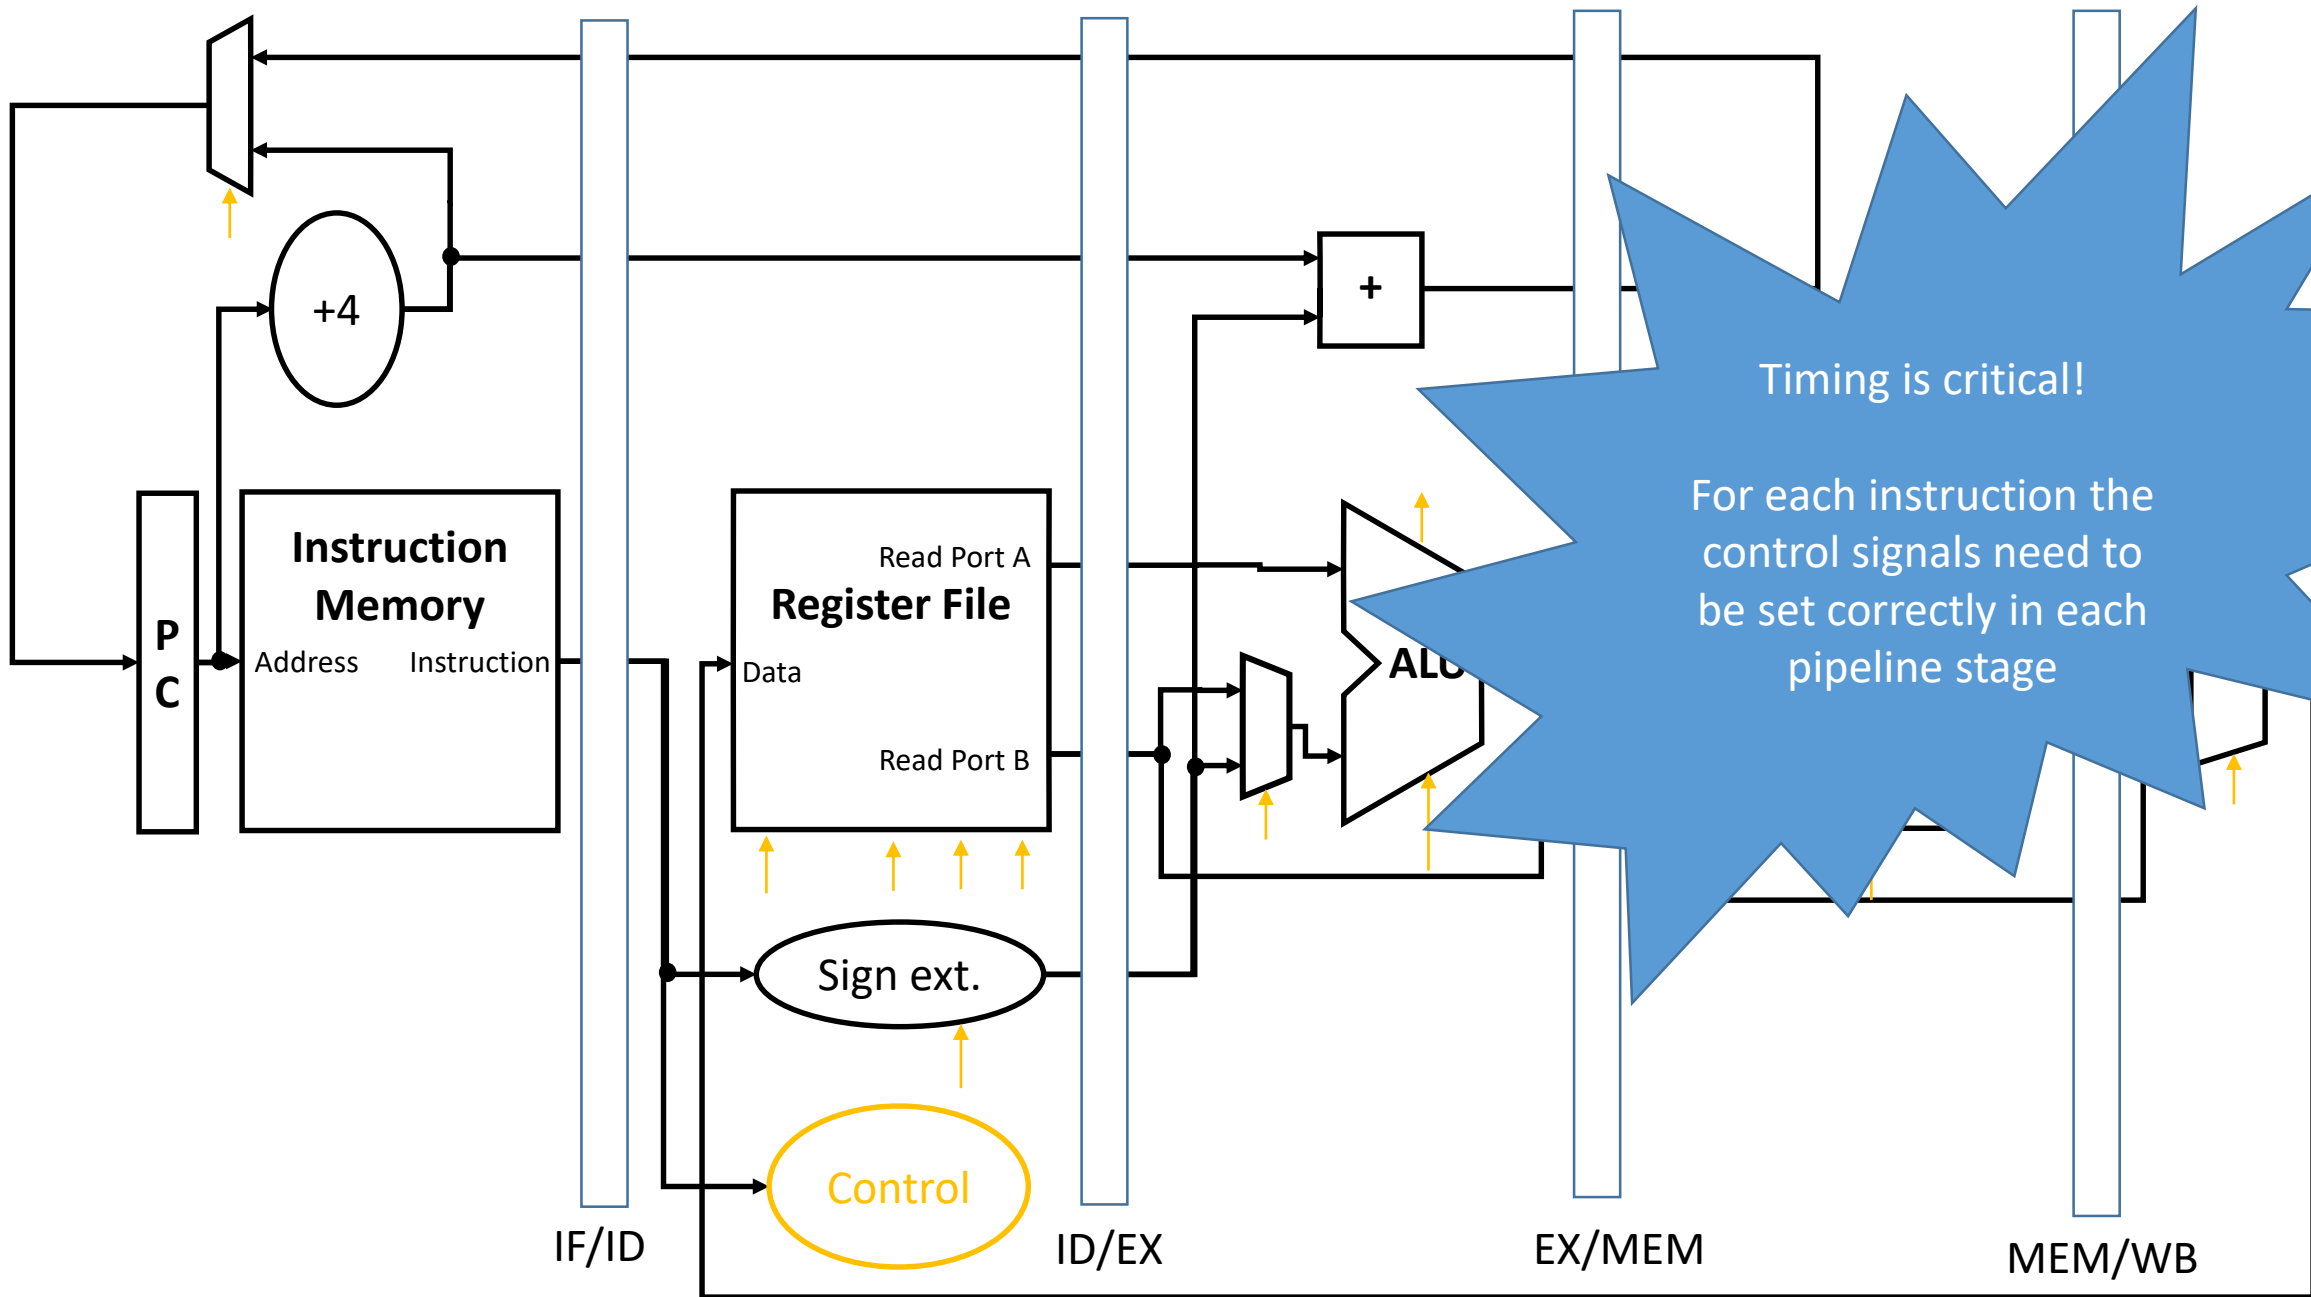 +4
+
Timing is critical!
For each instruction the
control signals need to
be set correctly in each
pipeline stage
P
C
Instruction
Memory
Address Instruction
Read Port A
Register File
Data
Read Port B
ALU
Sign ext.
Control
IF/ID
ID/EX
EX/MEM
MEM/WB